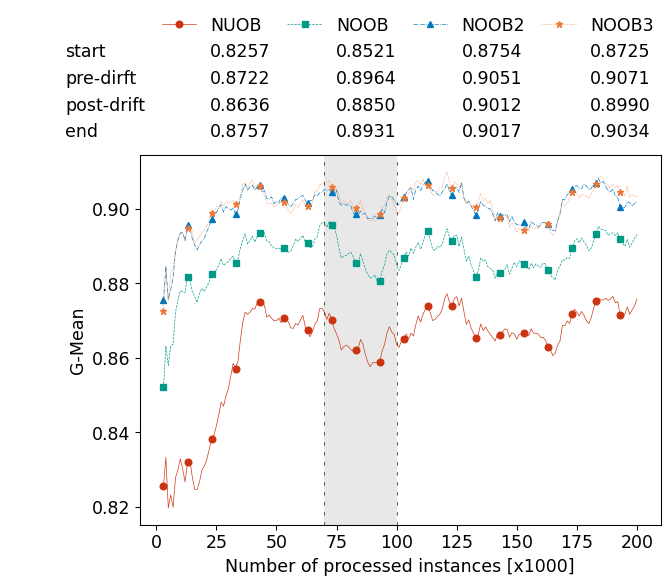 NUOB NOOB NOOB2 NOOB3
start 0.8257 0.8521 0.8754 0.8725
pre-dirft 0.8722 0.8964 0.9051 0.9071
post-drift 0.8636 0.8850 0.9012 0.8990
end 0.8757 0.8931 0.9017 0.9034
0.90
0.88
0.86
0.84
0.82
G-Mean
0 25 50 75 100 125 150 175 200
Number of processed instances [x1000]